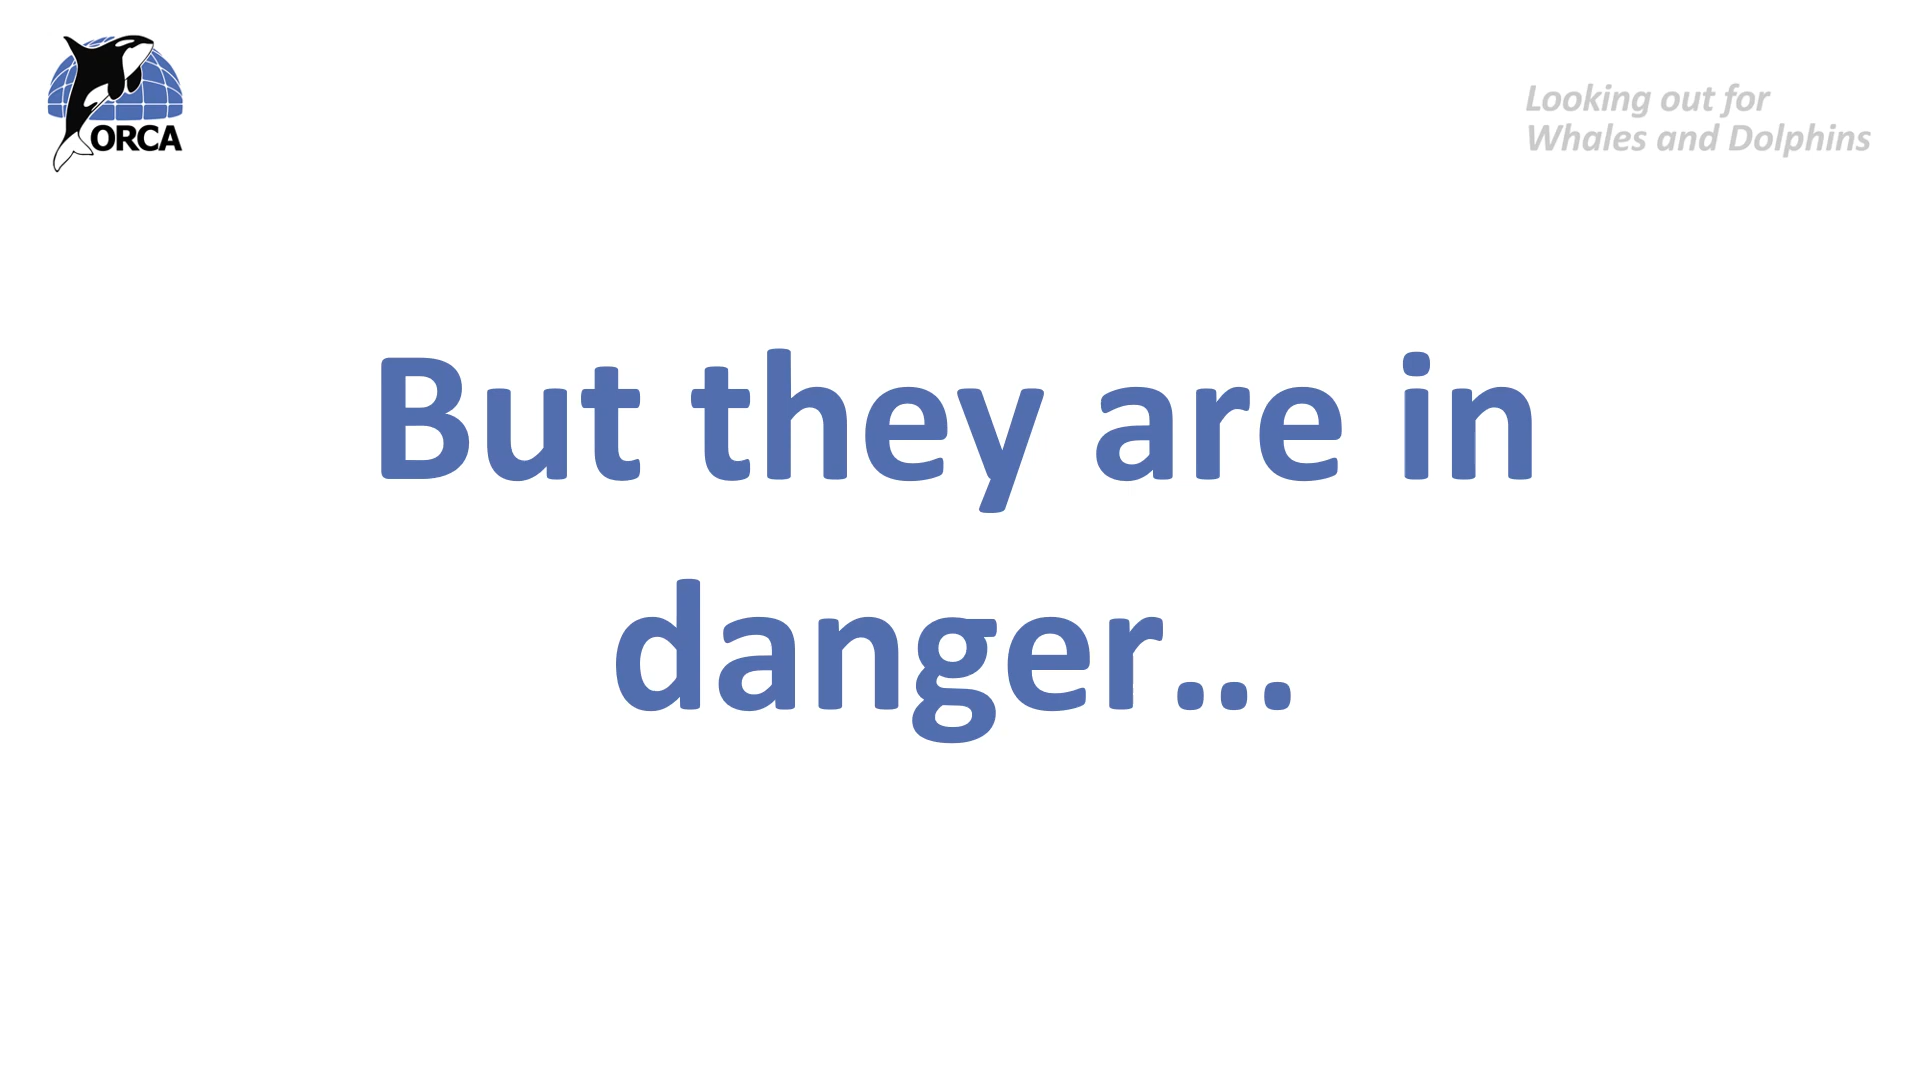 ORCA
Looking out for
Whales and Dolphins
But they are in
danger...